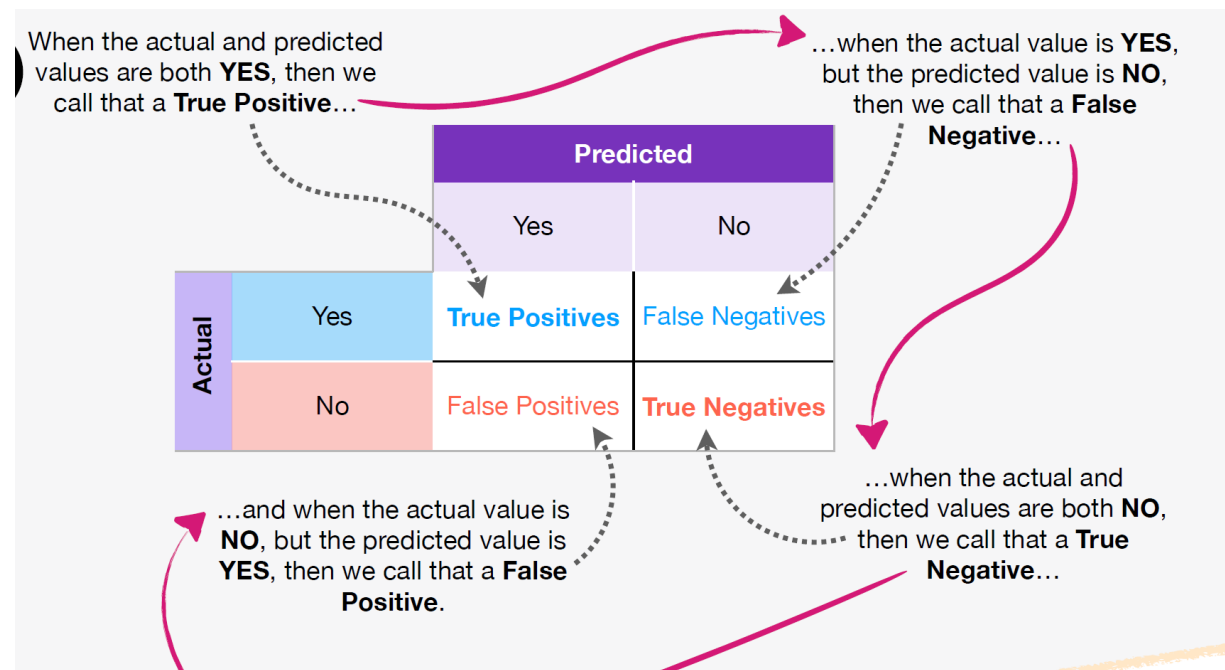 When the actual and predicted
values are both YES, then we
call that a True Positive…
…when the actual value is YES,
but the predicted value is NO,
then we call that a False
Negative…
Predicted
Yes
No
Actual
Yes
True Positives
False Negatives
No
False Positives
True Negatives
…when the actual and
predicted values are both NO,
then we call that a True
Negative…
…and when the actual value is
NO, but the predicted value is
YES, then we call that a False
Positive.